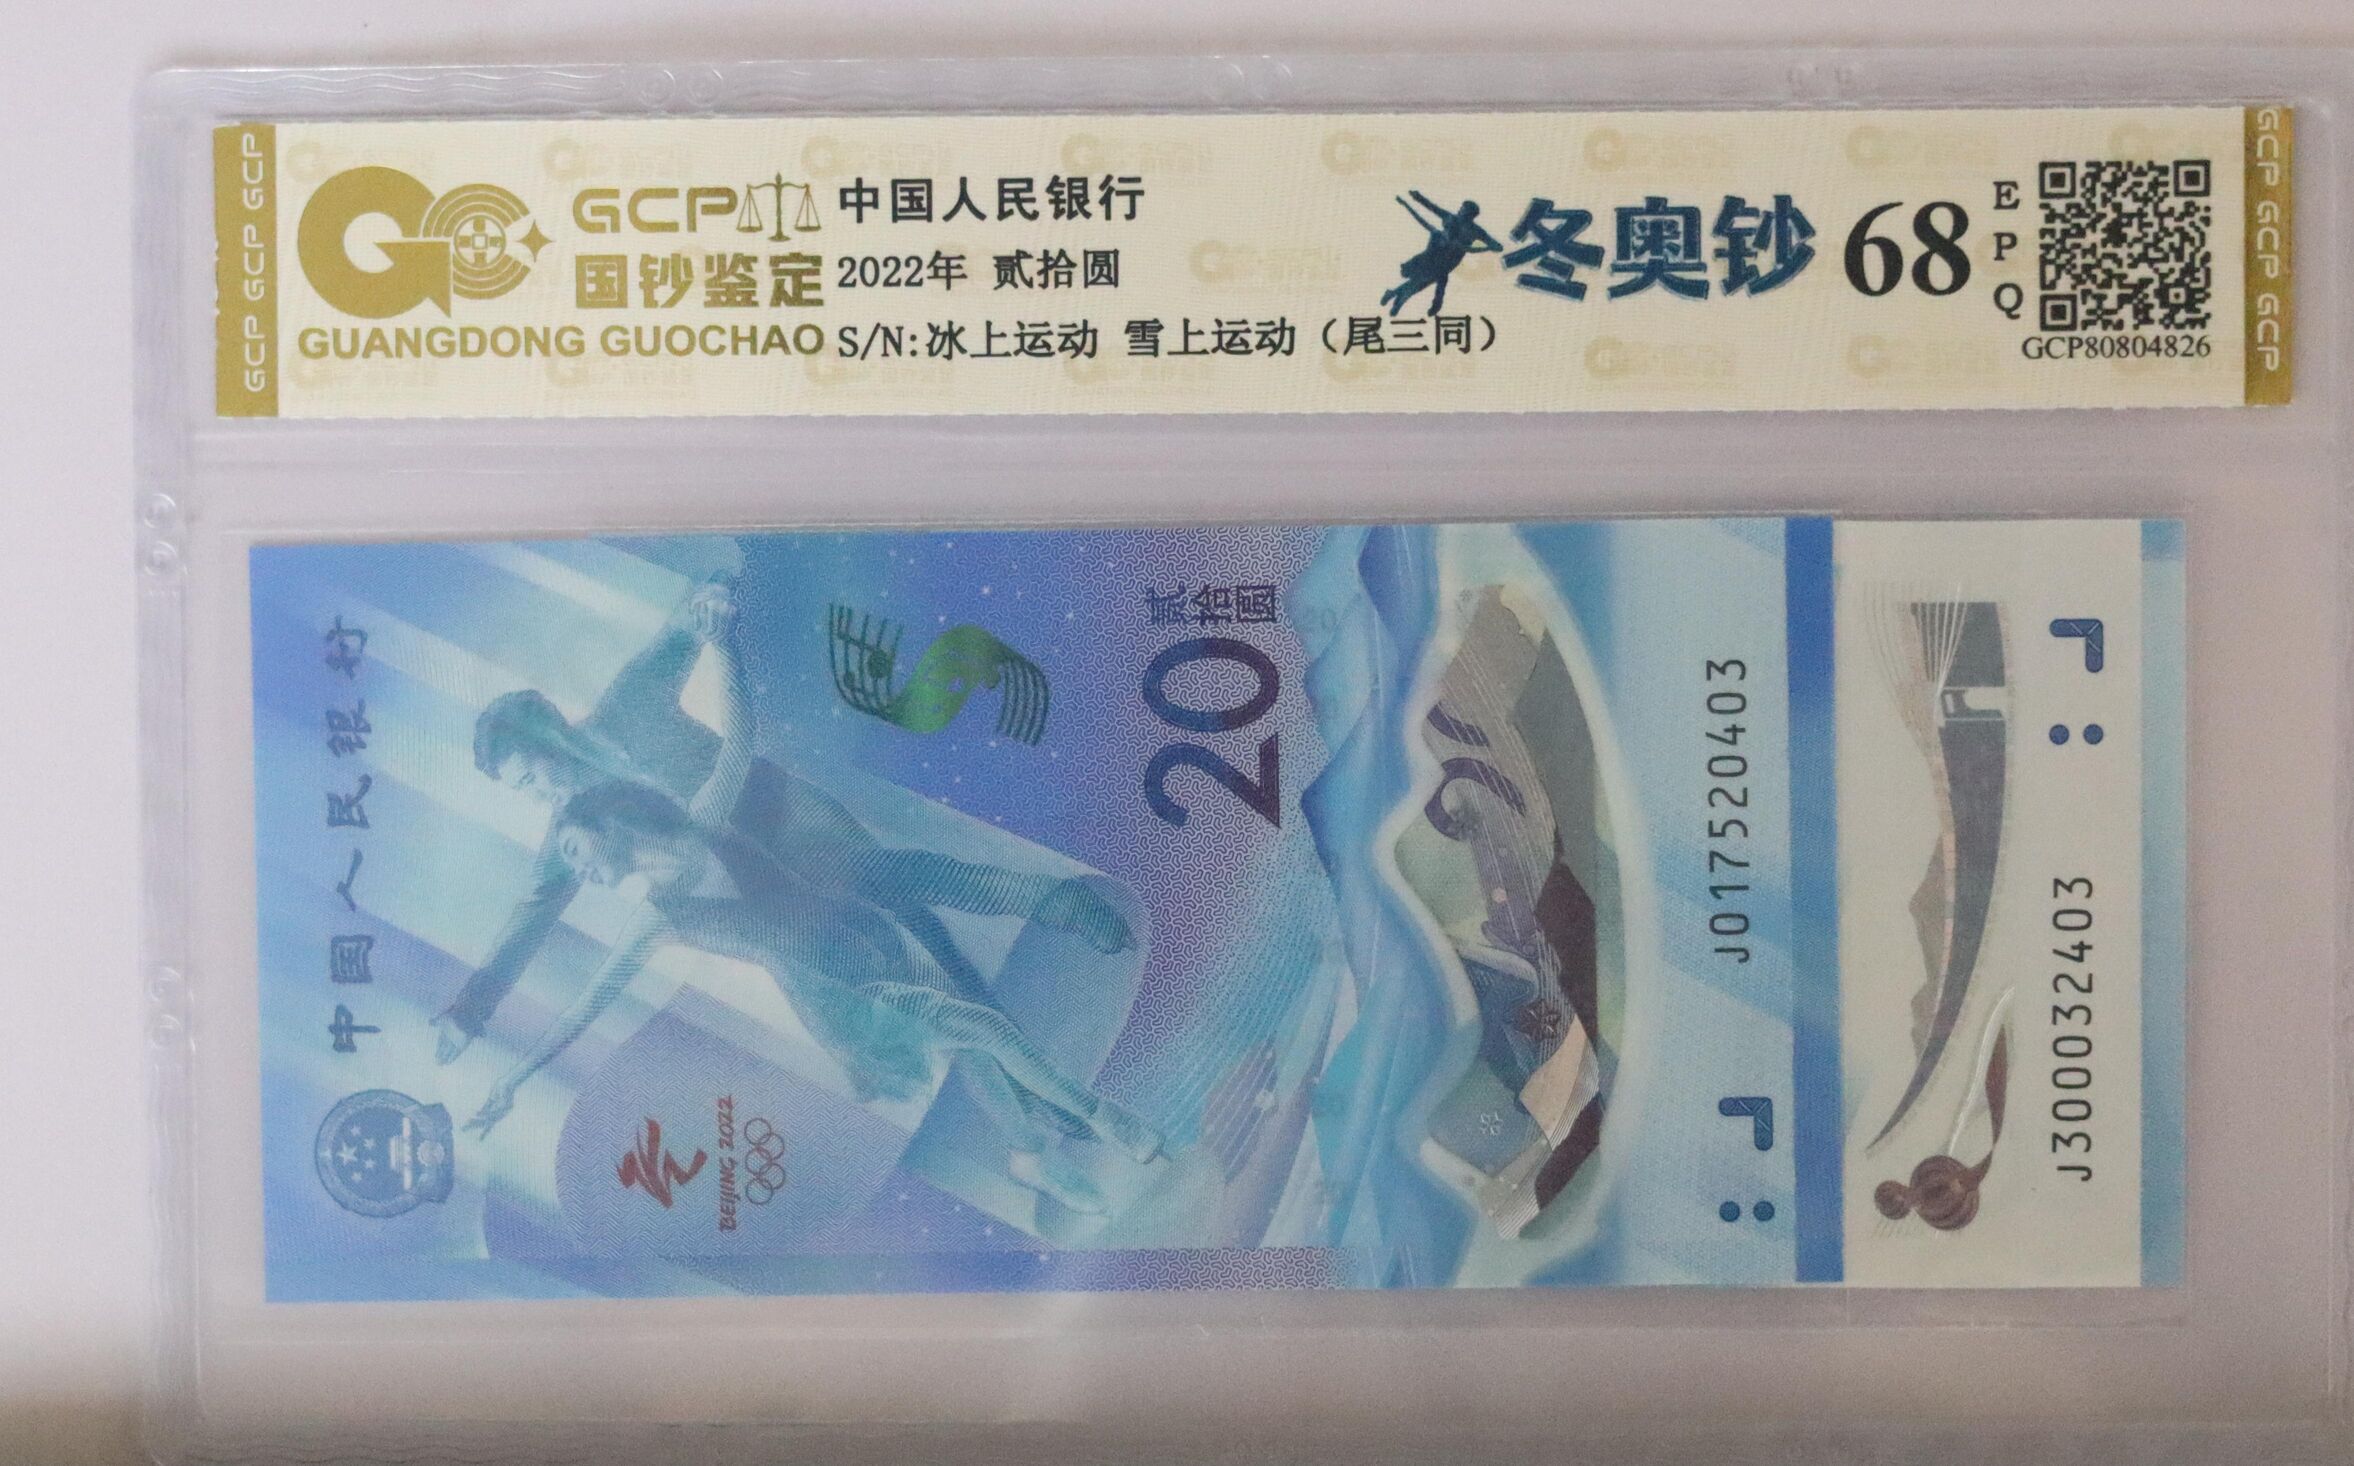 GCP GCP GCP
GCP
国钞鉴定
GUANGDONG GUOCHAO
中国人民银行
2022年 贰拾圆
S/N:冰上运动 雪上运动（尾三同）
冬奥钞
68
EPQ
GCP80804826
GCP GCP GCP
中国人民银行
BEIJING 2022
贰拾圆
20
J017520403
J300032403